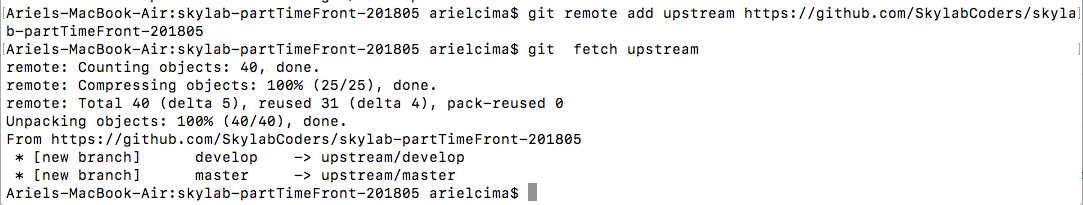 [Ariels-MacBook-Air:skylab-partTimeFront-201805 arielcima$ git remote add upstream https://github.com/SkylabCoders/skyla]
b-partTimeFront-201805
[Ariels-MacBook-Air:skylab-partTimeFront-201805 arielcima$ git  fetch upstream ]
remote: Counting objects: 40, done.
remote: Compressing objects: 100% (25/25), done.
remote: Total 40 (delta 5), reused 31 (delta 4), pack-reused 0
Unpacking objects: 100% (40/40), done.
From https://github.com/SkylabCoders/skylab-partTimeFront-201805
 * [new branch]      develop    -> upstream/develop
 * [new branch]      master     -> upstream/master
Ariels-MacBook-Air:skylab-partTimeFront-201805 arielcima$